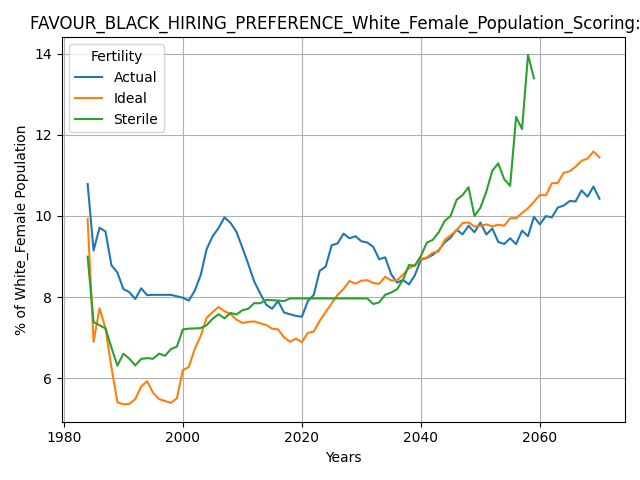 FAVOUR_BLACK_HIRING_PREFERENCE_White_Female_Population_Scoring:
Fertility
Actual
Ideal
Sterile
% of White_Female Population
14
12
10
8
6
1980
2000
2020
2040
2060
Years